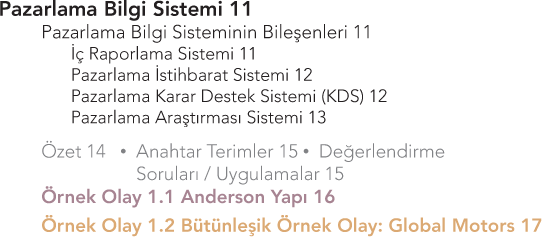 Pazarlama Bilgi Sistemi 11
Pazarlama Bilgi Sisteminin Bileşenleri 11
İç Raporlama Sistemi 11
Pazarlama İstihbarat Sistemi 12
Pazarlama Karar Destek Sistemi (KDS) 12
Pazarlama Araştırması Sistemi 13
Özet 14 • Anahtar Terimler 15 • Değerlendirme
Soruları / Uygulamalar 15
Örnek Olay 1.1 Anderson Yapı 16
Örnek Olay 1.2 Bütünleşik Örnek Olay: Global Motors 17